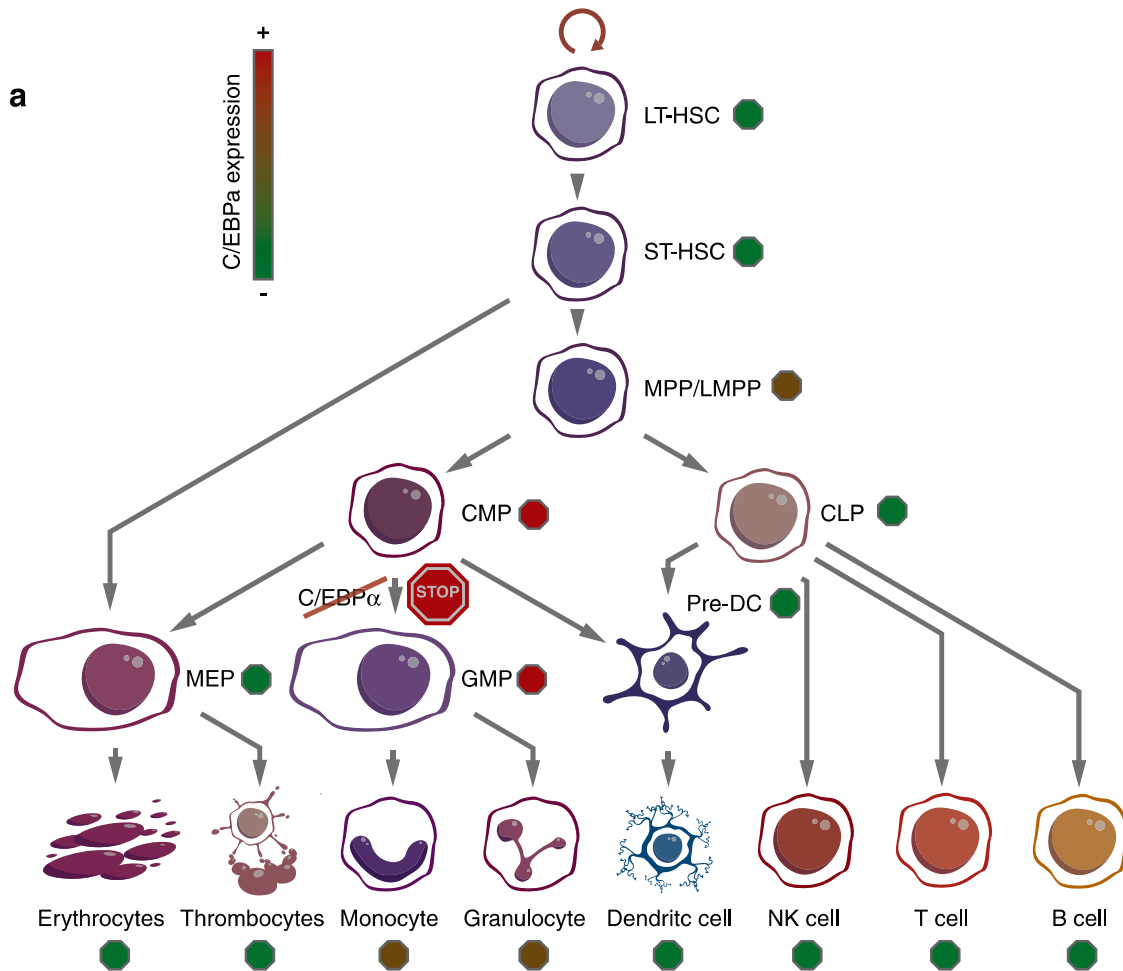 +
a
C/EBPa expression
-
LT-HSC
ST-HSC
MPP/LMPP
CMP
CLP
C/EBPα
STOP
Pre-DC
MEP
GMP
Erythrocytes
Thrombocytes
Monocyte
Granulocyte
Dendritc cell
NK cell
T cell
B cell